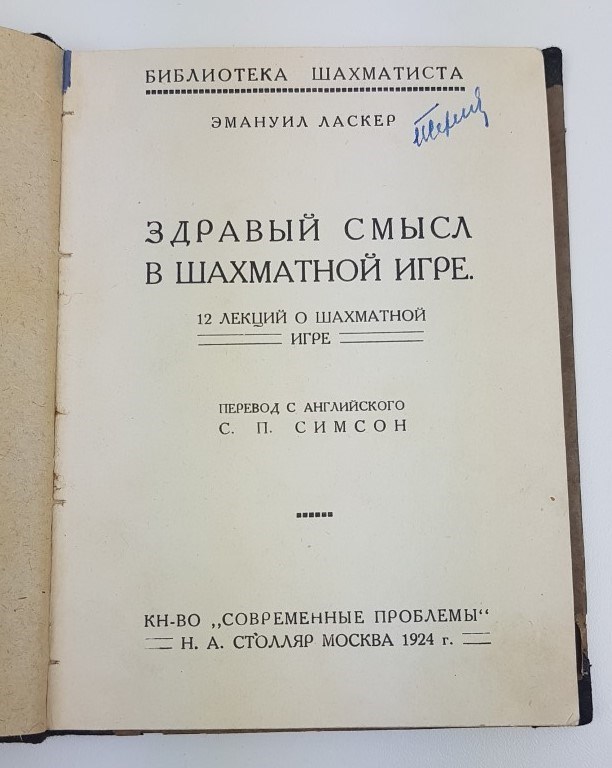 БИБЛИОТЕКА ШАХМАТИСТА
ЭМАНУИЛ ЛАСКЕР
ЗДРАВЫЙ СМЫСЛ
В ШАХМАТНОЙ ИГРЕ.
12 ЛЕКЦИЙ О ШАХМАТНОЙ
ИГРЕ
ПЕРЕВОД С АНГЛИЙСКОГО
С. П. СИМСОН
КН-ВО „СОВРЕМЕННЫЕ ПРОБЛЕМЫ“
Н. А. СТОЛЛЯР МОСКВА 1924 г.